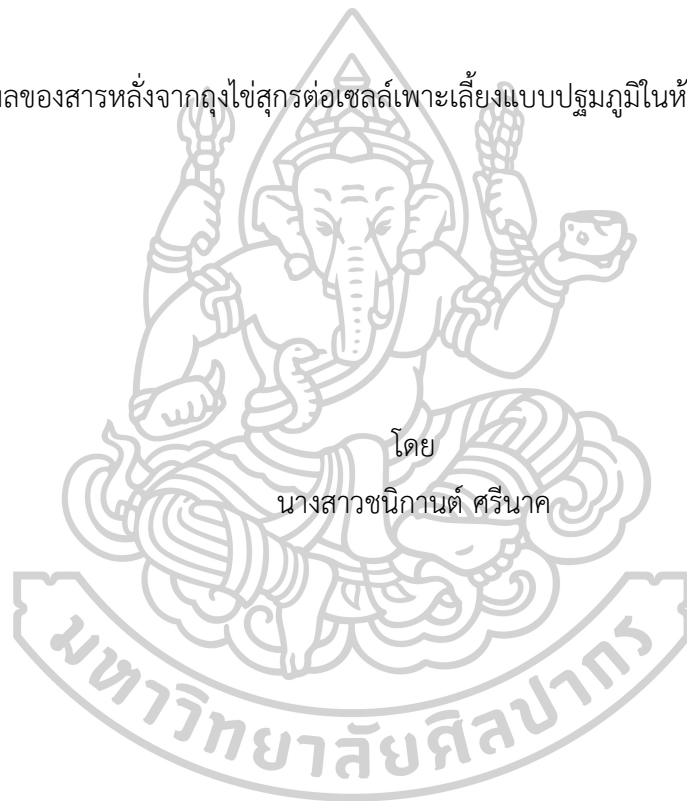 ของสารหลั่งจากถุงไข่สุกรต่อเซลล์เพาะเลี้ยงแบบปฐมภูมิใน
โดย
นางสาวชนิกานต์ ศรีนาค
มหาวิทยาลัยศิลปากร